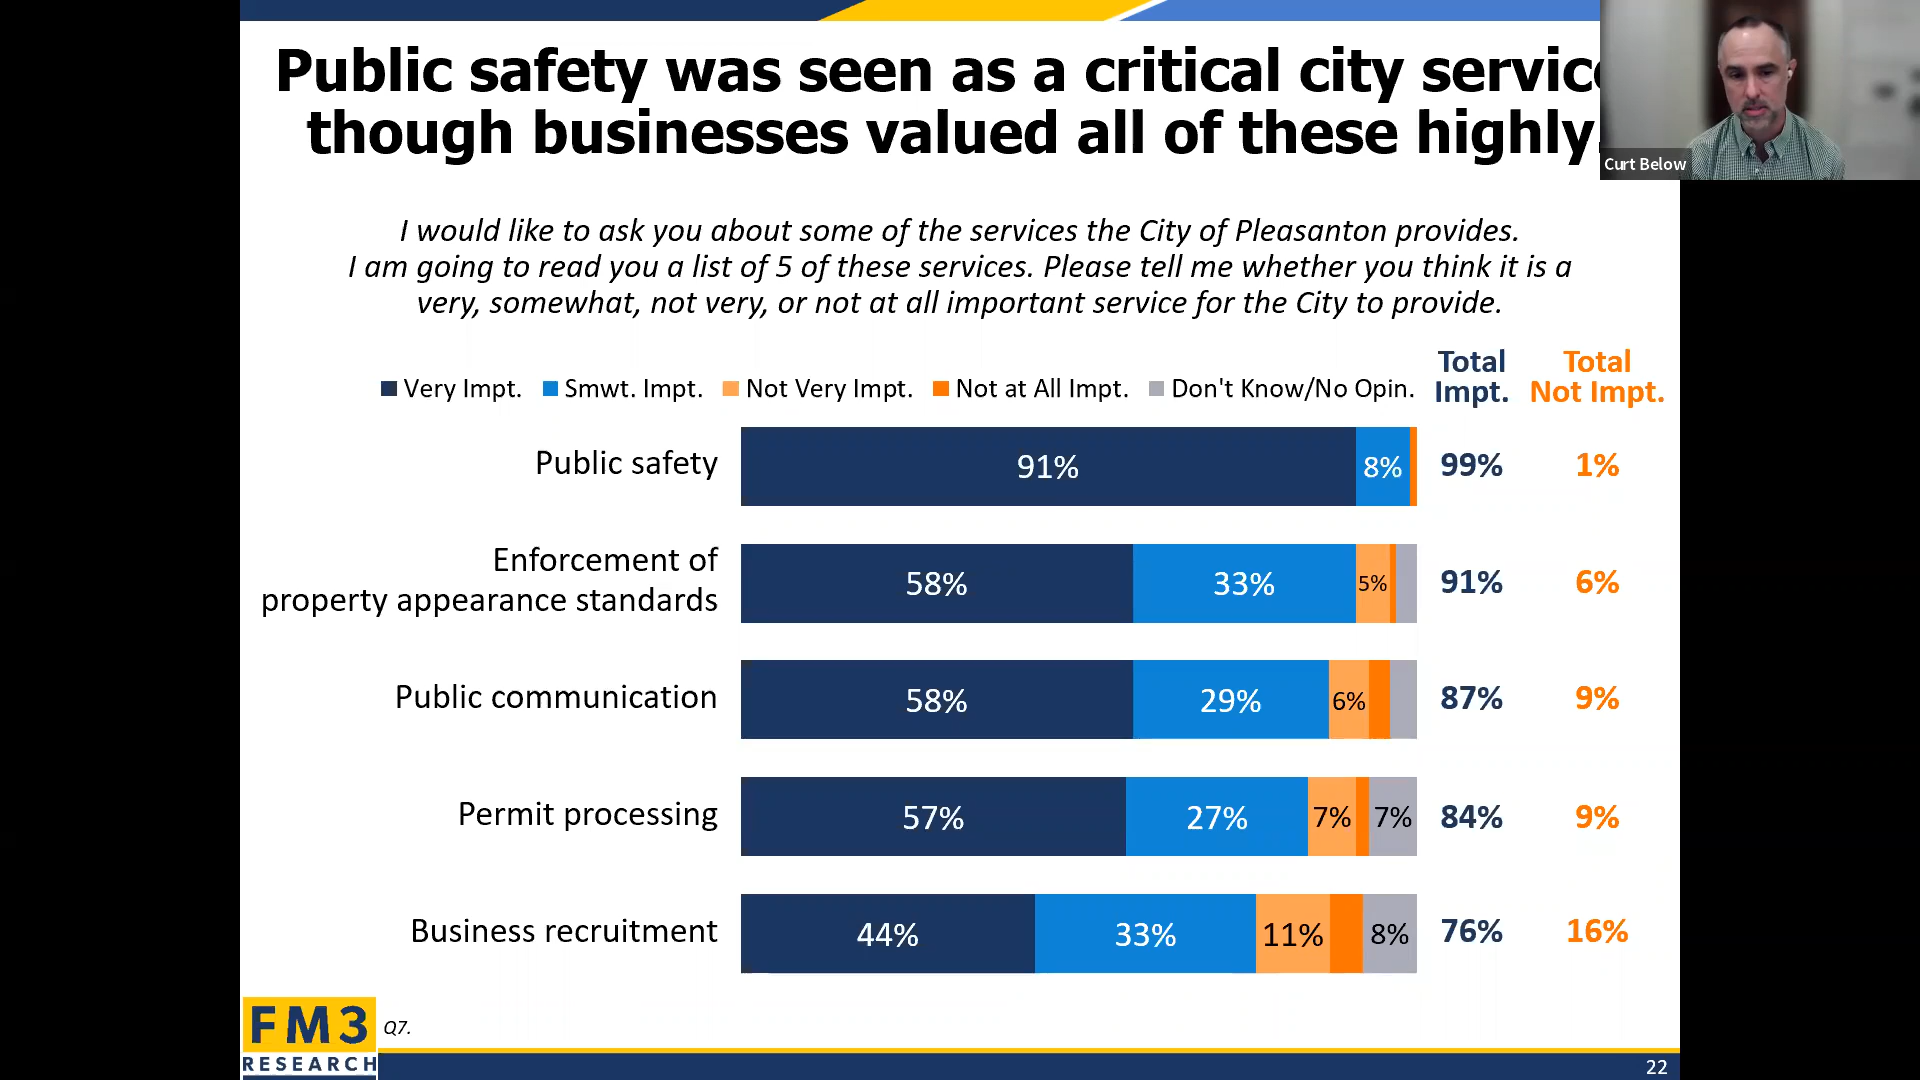 Public safety was seen as a critical city service
though businesses valued all of these highly.
Curt Below
I would like to ask you about some of the services the City of Pleasanton provides.
I am going to read you a list of 5 of these services. Please tell me whether you think it is a
very, somewhat, not very, or not at all important service for the City to provide.
Very Impt. Smwt. Impt. Not Very Impt. Not at All Impt. Don't Know/No Opin.
Total
Impt.
Total
Not Impt.
Public safety 91% 8% 99% 1%
Enforcement of
property appearance standards 58% 33% 5% 91% 6%
Public communication 58% 29% 6% 87% 9%
Permit processing 57% 27% 7% 7% 84% 9%
Business recruitment 44% 33% 11% 8% 76% 16%
FM3
RESEARCH
Q7.
22